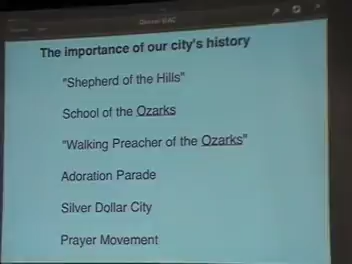 The importance of our city's history
"Shepherd of the Hills"
School of the Ozarks
"Walking Preacher of the Ozarks"
Adoration Parade
Silver Dollar City
Prayer Movement